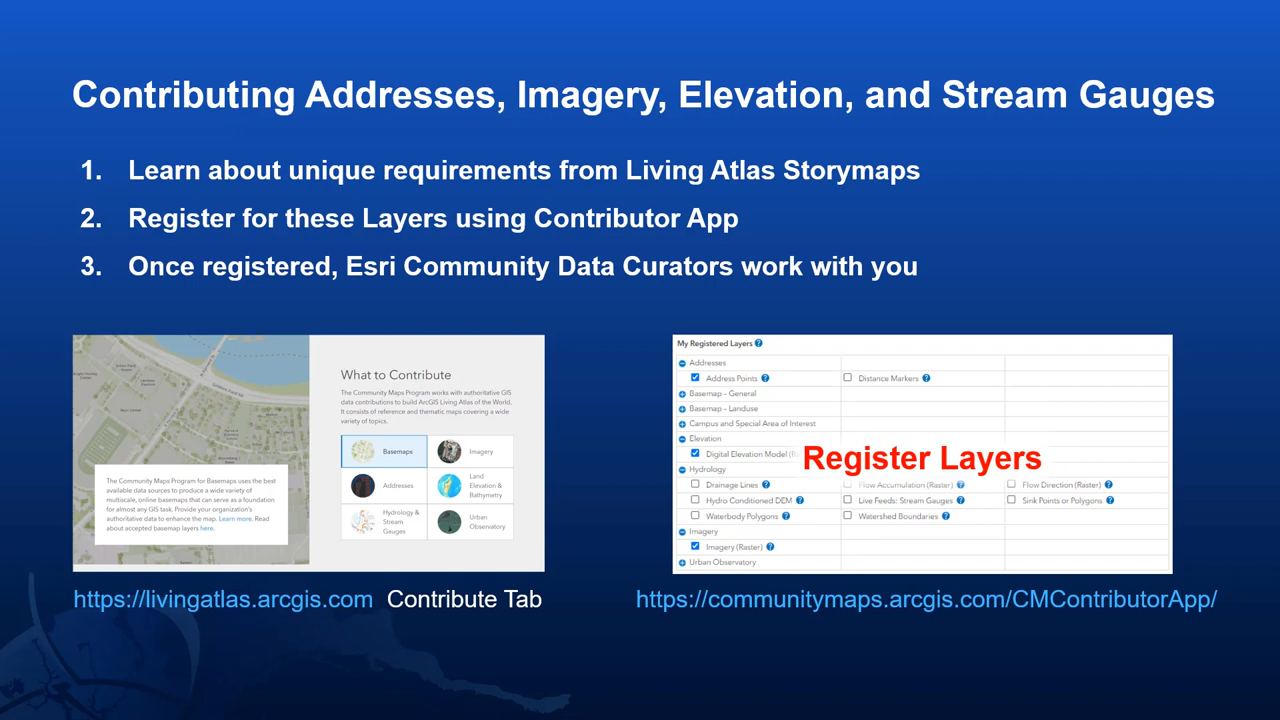 Contributing Addresses, Imagery, Elevation, and Stream Gauges
1. Learn about unique requirements from Living Atlas Storymaps
2. Register for these Layers using Contributor App
3. Once registered, Esri Community Data Curators work with you
What to Contribute
The Community Maps Program works with authoritative GIS
data contributions to build ArcGIS Living Atlas of the World.
It consists of reference and thematic maps covering a wide
variety of topics.
Basemaps
Imagery
Addresses
Land
Elevation &
Bathymetry
Hydrology &
Stream
Gauges
Urban
Observatory
The Community Maps Program for Basemaps uses the best
available data sources to produce a wide variety of
multiscale, online basemaps that can serve as a foundation
for almost any GIS task. Provide your organization's
authoritative data to enhance the map. Learn more. Read
about accepted basemap layers here.
https://livingatlas.arcgis.com Contribute Tab
My Registered Layers
Addresses
Address Points
Distance Markers
Basemap - General
Basemap - Landuse
Campus and Special Area of Interest
Elevation
Digital Elevation Model
Register Layers
Hydrology
Drainage Lines
Flow Accumulation (Raster)
Flow Direction (Raster)
Hydro Conditioned DEM
Live Feeds: Stream Gauges
Sink Points or Polygons
Waterbody Polygons
Watershed Boundaries
Imagery
Imagery (Raster)
Urban Observatory
https://communitymaps.arcgis.com/CMContributorApp/